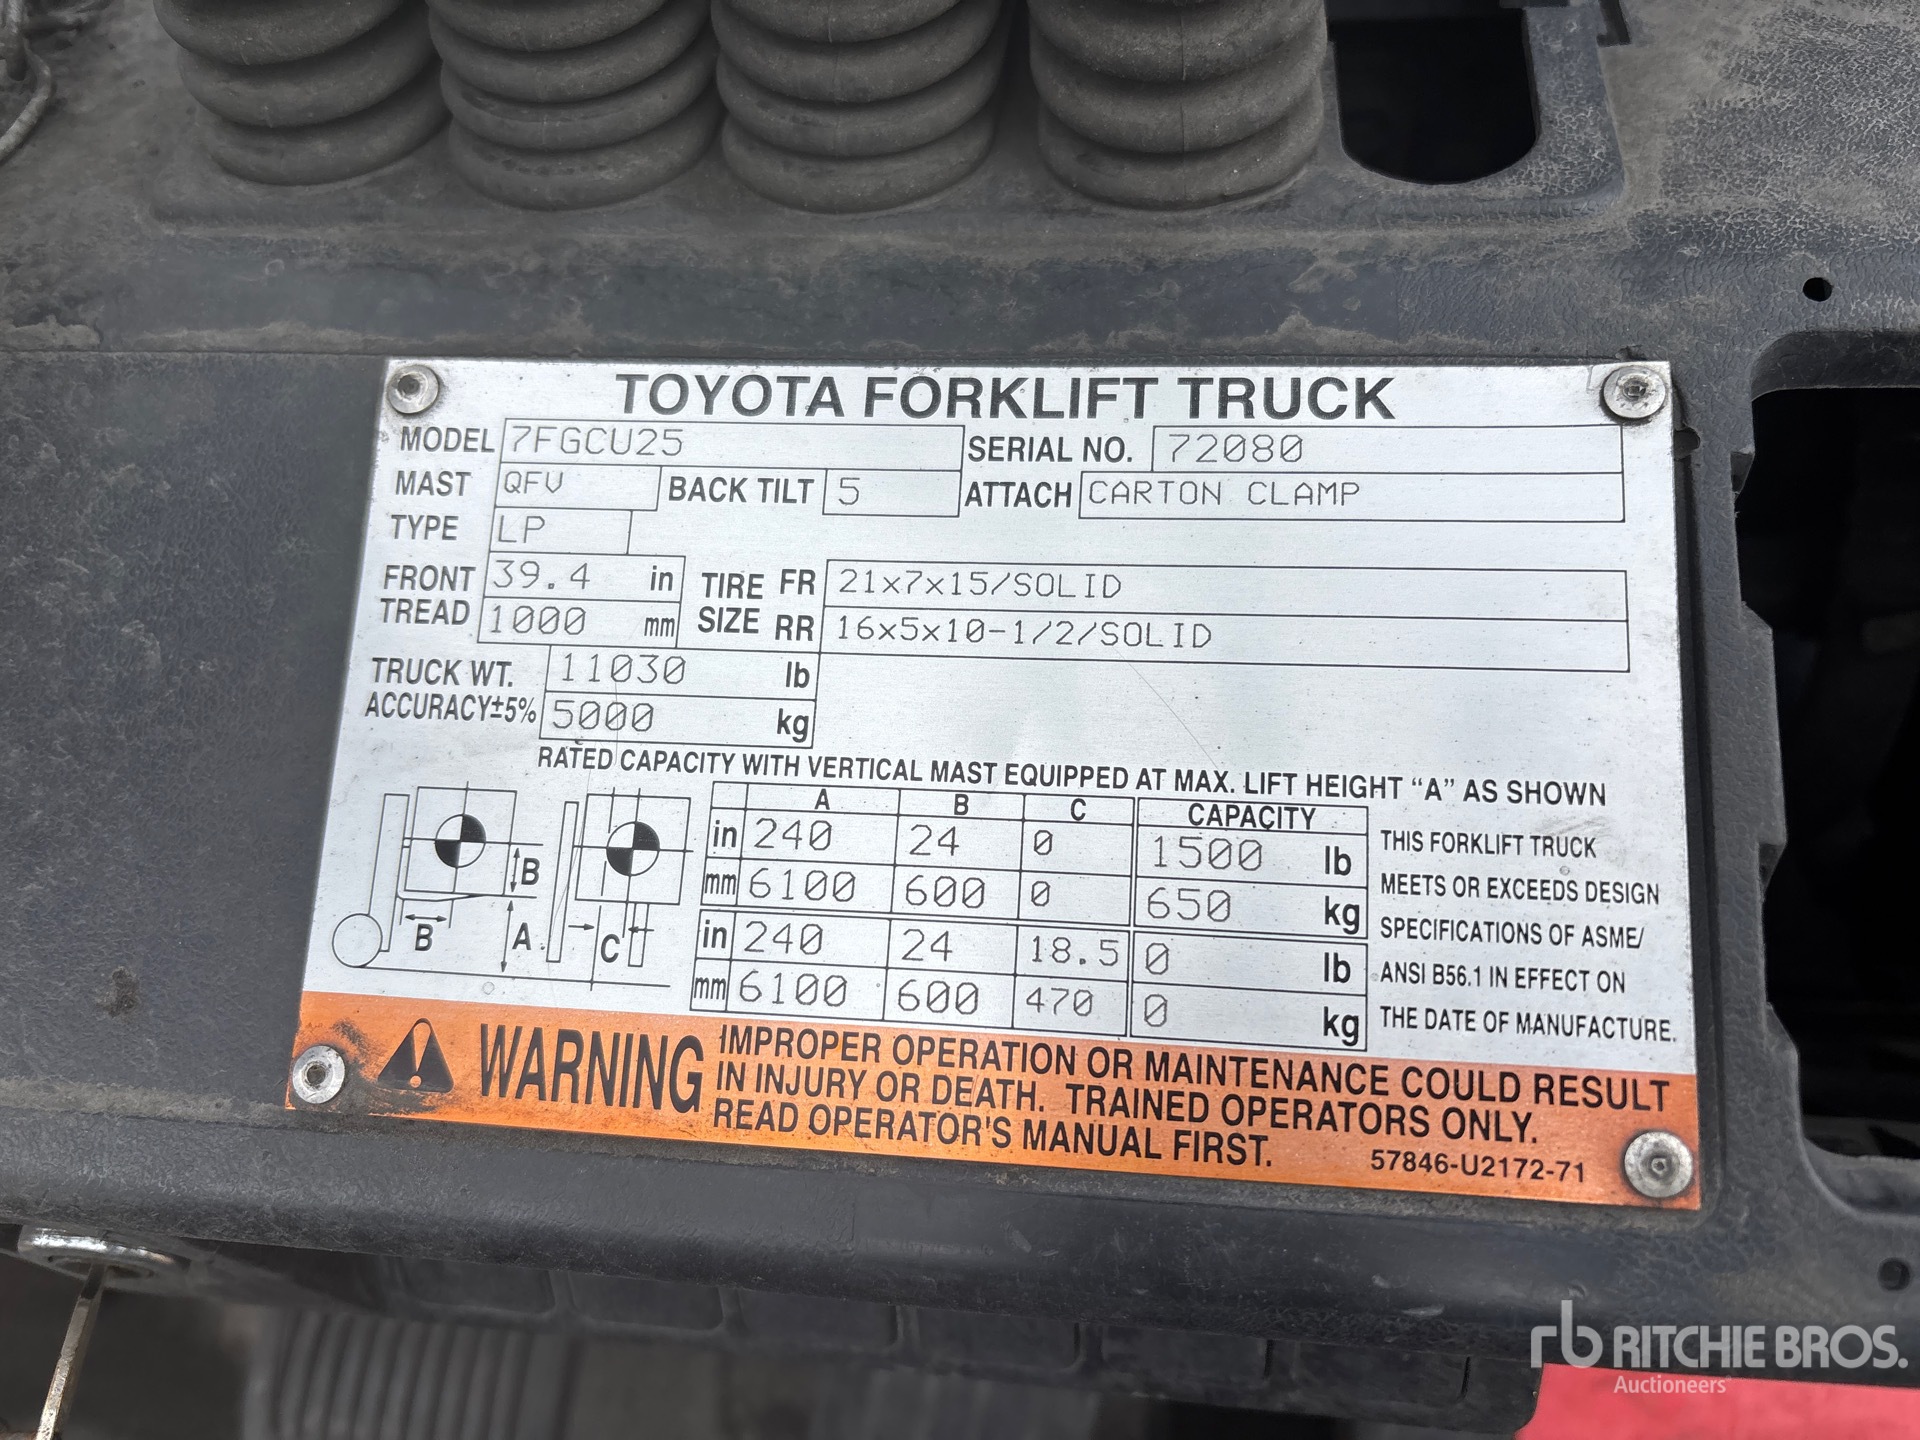 TOYOTA FORKLIFT TRUCK
MODEL 7FGCU25 SERIAL NO. 72080
MAST QFV BACK TILT 5 ATTACH CARTON CLAMP
TYPE LP
FRONT TREAD 39.4 in TIRE SIZE FR 21x7x15/SOLID
1000 mm RR 16x5x10-1/2/SOLID
TRUCK WT. 11030 lb
ACCURACY±5% 5000 kg
RATED CAPACITY WITH VERTICAL MAST EQUIPPED AT MAX. LIFT HEIGHT "A" AS SHOWN
A B C CAPACITY
in 240 24 0 1500 lb
mm 6100 600 0 650 kg
in 240 24 18.5 0 lb
mm 6100 600 470 0 kg
B
B A C
THIS FORKLIFT TRUCK
MEETS OR EXCEEDS DESIGN
SPECIFICATIONS OF ASME/
ANSI B56.1 IN EFFECT ON
THE DATE OF MANUFACTURE.
WARNING
IMPROPER OPERATION OR MAINTENANCE COULD RESULT
IN INJURY OR DEATH. TRAINED OPERATORS ONLY.
READ OPERATOR'S MANUAL FIRST.
57846-U2172-71
rb RITCHIE BROS.
Auctioneers